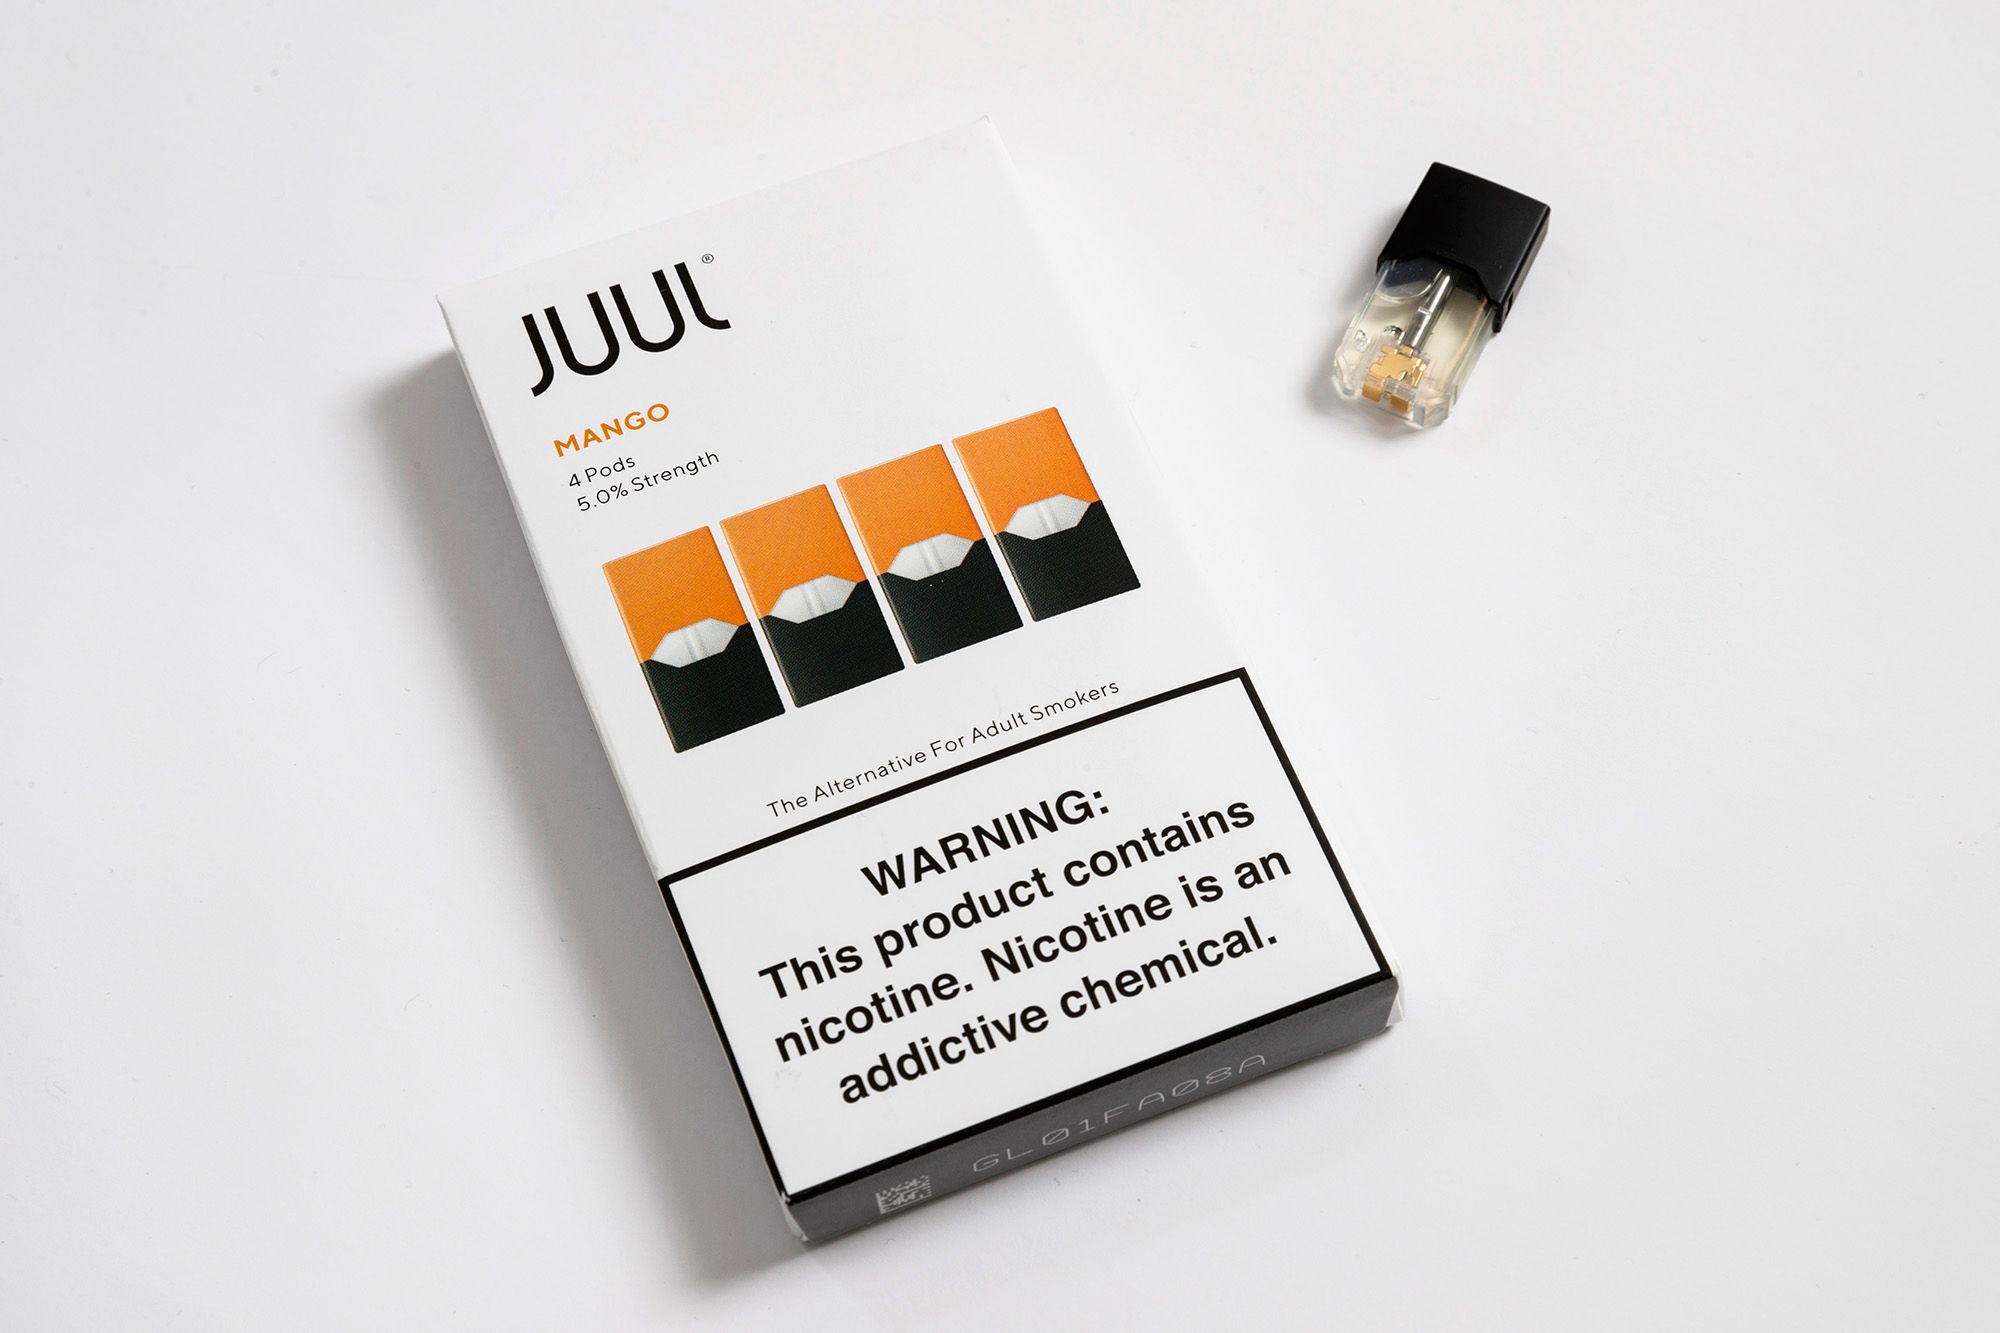 JUUL®
MANGO
4 Pods
5.0% Strength
The Alternative For Adult Smokers
WARNING:
This product contains
nicotine. Nicotine is an
addictive chemical.
GL01FA08A